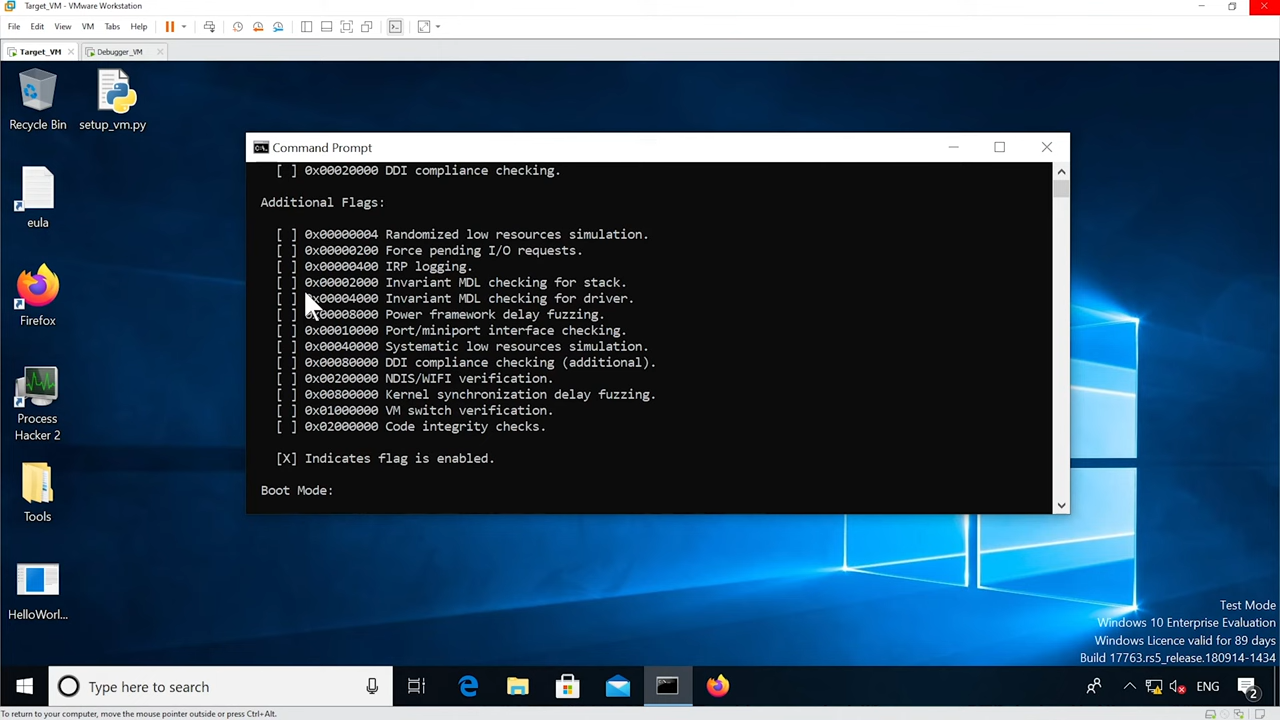 Target_VM - VMware Workstation
File Edit View VM Tabs Help
Target_VM Debugger_VM
Recycle Bin
setup_vm.py
eula
Firefox
Process
Hacker 2
Tools
HelloWorl...
Command Prompt
[ ] 0x00020000 DDI compliance checking.
Additional Flags:
[ ] 0x00000004 Randomized low resources simulation.
[ ] 0x00000200 Force pending I/O requests.
[ ] 0x00000400 IRP logging.
[ ] 0x00002000 Invariant MDL checking for stack.
[ ] 0x00004000 Invariant MDL checking for driver.
[ ] 0x00008000 Power framework delay fuzzing.
[ ] 0x00010000 Port/miniport interface checking.
[ ] 0x00040000 Systematic low resources simulation.
[ ] 0x00080000 DDI compliance checking (additional).
[ ] 0x00200000 NDIS/WIFI verification.
[ ] 0x00800000 Kernel synchronization delay fuzzing.
[ ] 0x01000000 VM switch verification.
[ ] 0x02000000 Code integrity checks.
[X] Indicates flag is enabled.
Boot Mode:
Test Mode
Windows 10 Enterprise Evaluation
Windows Licence valid for 89 days
Build 17763.rs5_release.180914-1434
Type here to search
ENG
2
To return to your computer, move the mouse pointer outside or press Ctrl+Alt.